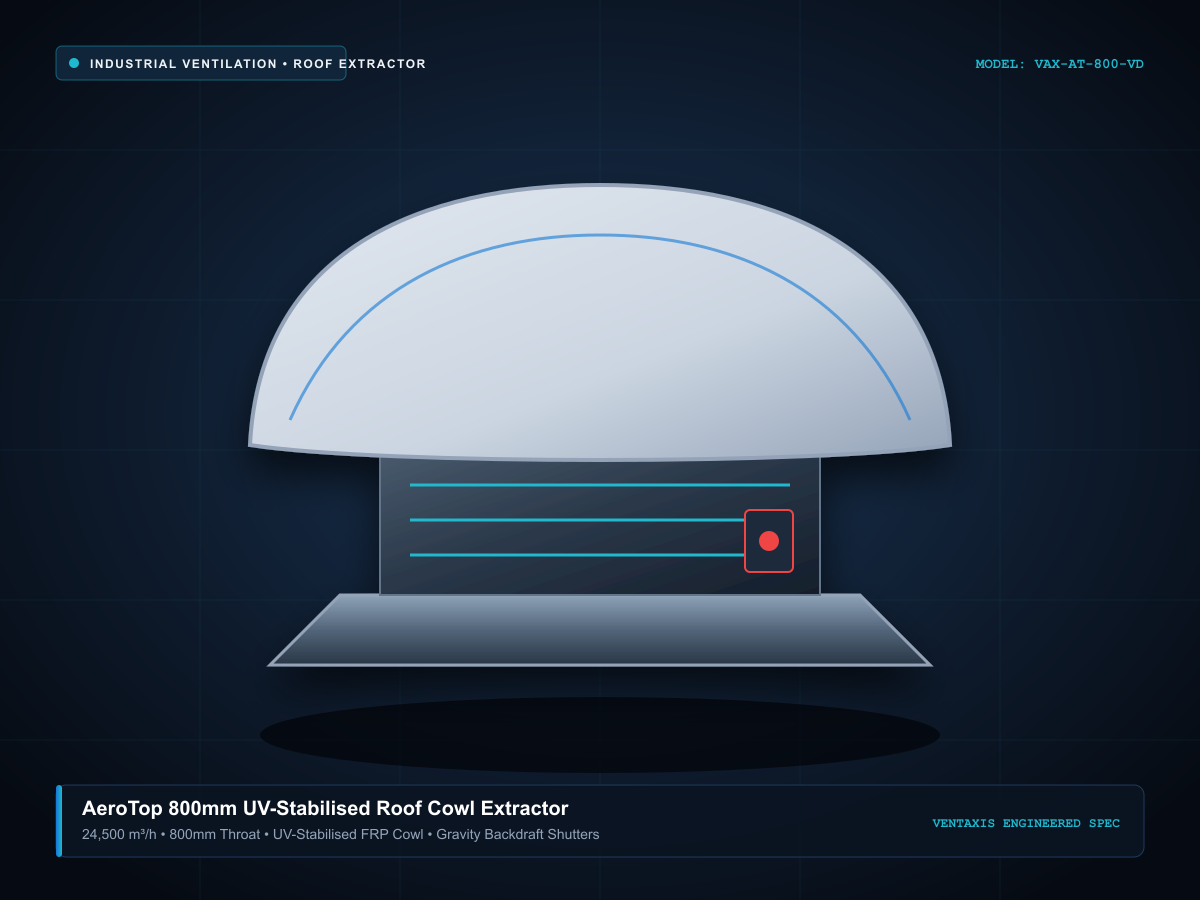 INDUSTRIAL VENTILATION • ROOF EXTRACTOR
MODEL: VAX-AT-800-VD
AeroTop 800mm UV-Stabilised Roof Cowl Extractor
24,500 m³/h • 800mm Throat • UV-Stabilised FRP Cowl • Gravity Backdraft Shutters
VENTAXIS ENGINEERED SPEC